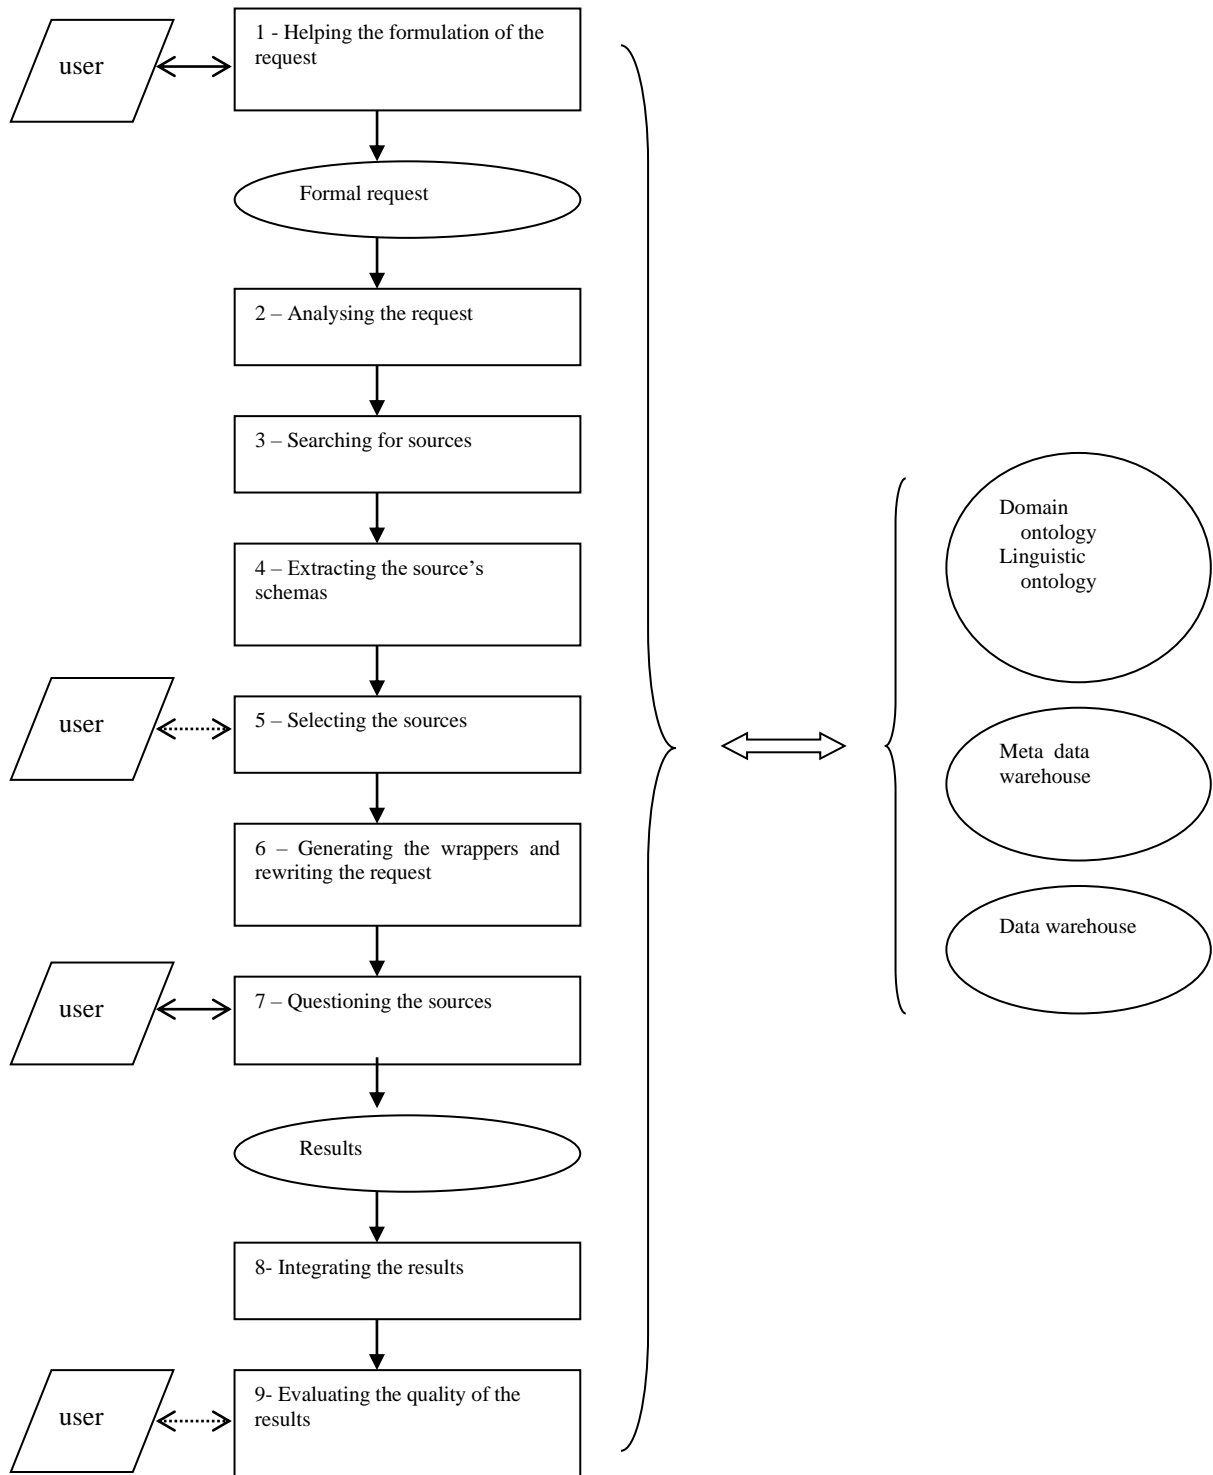 user
1 - Helping the formulation of the
request
Formal request
2 – Analysing the request
3 – Searching for sources
4 – Extracting the source’s
schemas
user
5 – Selecting the sources
6 – Generating the wrappers and
rewriting the request
user
7 – Questioning the sources
Results
8- Integrating the results
user
9- Evaluating the quality of the
results
Domain
ontology
Linguistic
ontology
Meta data
warehouse
Data warehouse